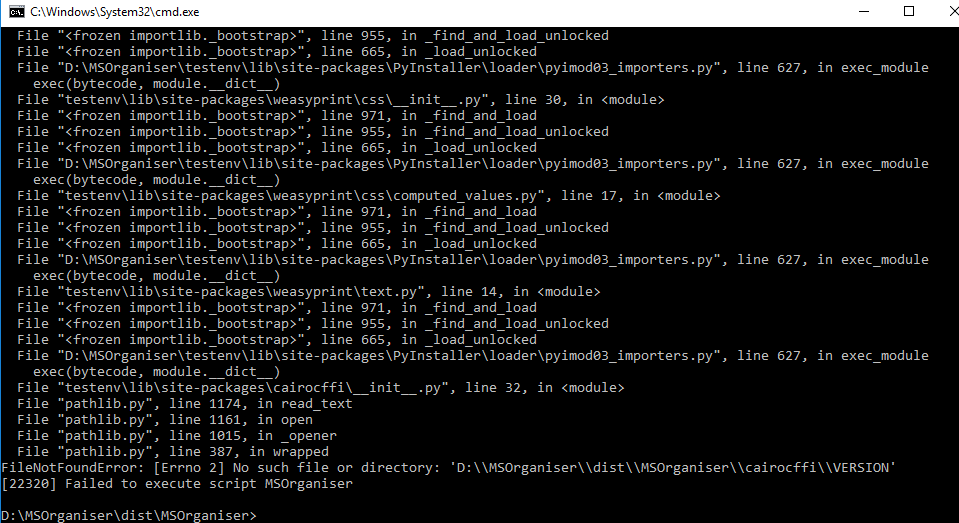 C:\Windows\System32\cmd.exe
File "<frozen importlib._bootstrap>", line 955, in _find_and_load_unlocked
File "<frozen importlib._bootstrap>", line 665, in _load_unlocked
File "D:\MSOrganiser\testenv\lib\site-packages\PyInstaller\loader\pyimod03_importers.py", line 627, in exec_module
exec(bytecode, module.__dict__)
File "testenv\lib\site-packages\weasyprint\css\__init__.py", line 30, in <module>
File "<frozen importlib._bootstrap>", line 971, in _find_and_load
File "<frozen importlib._bootstrap>", line 955, in _find_and_load_unlocked
File "<frozen importlib._bootstrap>", line 665, in _load_unlocked
File "D:\MSOrganiser\testenv\lib\site-packages\PyInstaller\loader\pyimod03_importers.py", line 627, in exec_module
exec(bytecode, module.__dict__)
File "testenv\lib\site-packages\weasyprint\css\computed_values.py", line 17, in <module>
File "<frozen importlib._bootstrap>", line 971, in _find_and_load
File "<frozen importlib._bootstrap>", line 955, in _find_and_load_unlocked
File "<frozen importlib._bootstrap>", line 665, in _load_unlocked
File "D:\MSOrganiser\testenv\lib\site-packages\PyInstaller\loader\pyimod03_importers.py", line 627, in exec_module
exec(bytecode, module.__dict__)
File "testenv\lib\site-packages\weasyprint\text.py", line 14, in <module>
File "<frozen importlib._bootstrap>", line 971, in _find_and_load
File "<frozen importlib._bootstrap>", line 955, in _find_and_load_unlocked
File "<frozen importlib._bootstrap>", line 665, in _load_unlocked
File "D:\MSOrganiser\testenv\lib\site-packages\PyInstaller\loader\pyimod03_importers.py", line 627, in exec_module
exec(bytecode, module.__dict__)
File "testenv\lib\site-packages\cairocffi\__init__.py", line 32, in <module>
File "pathlib.py", line 1174, in read_text
File "pathlib.py", line 1161, in open
File "pathlib.py", line 1015, in _opener
File "pathlib.py", line 387, in wrapped
FileNotFoundError: [Errno 2] No such file or directory: 'D:\\MSOrganiser\\dist\\MSOrganiser\\cairocffi\\VERSION'
[22320] Failed to execute script MSOrganiser
D:\MSOrganiser\dist\MSOrganiser>